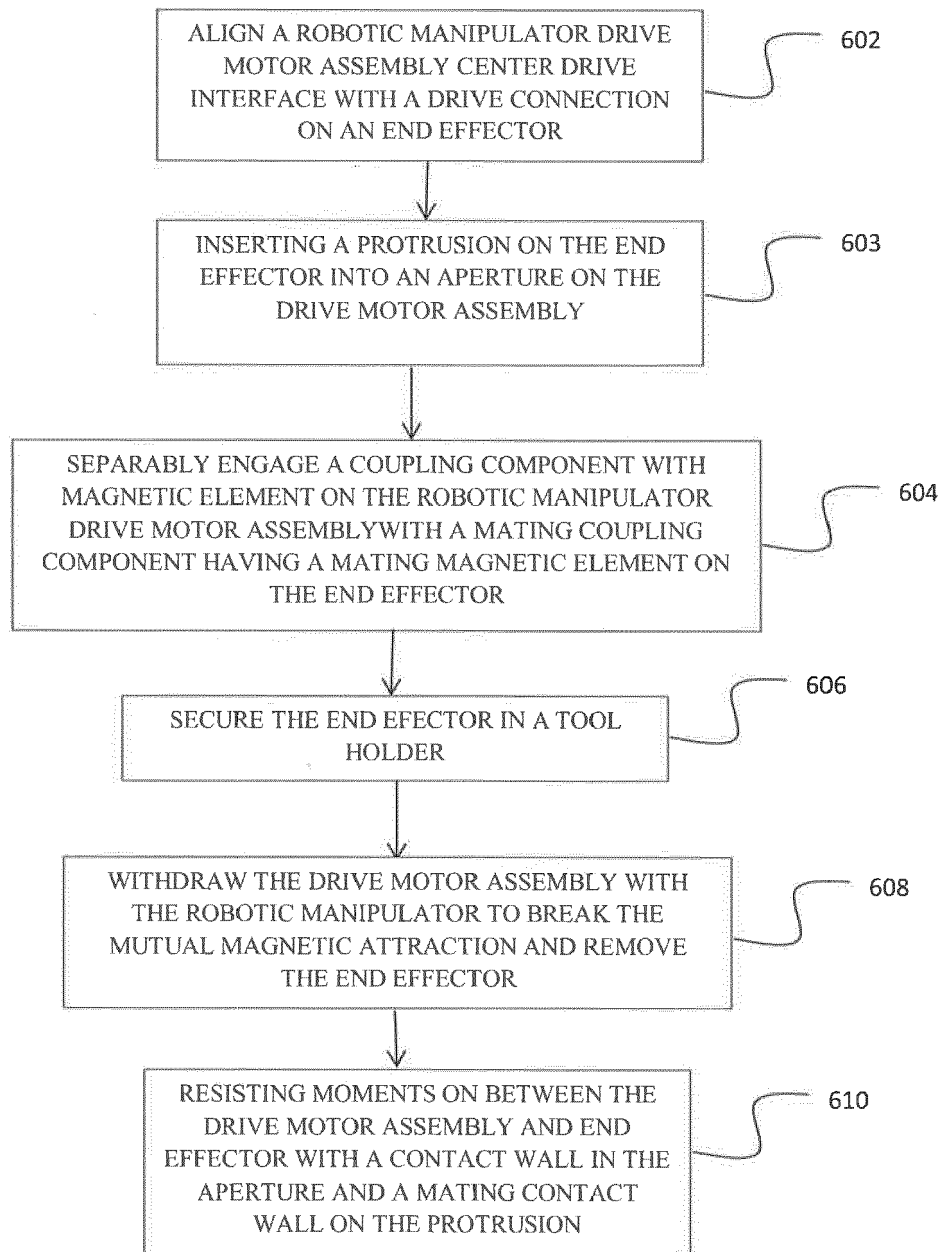 ALIGN A ROBOTIC MANIPULATOR DRIVE
MOTOR ASSEMBLY CENTER DRIVE
INTERFACE WITH A DRIVE CONNECTION
ON AN END EFFECTOR
602
INSERTING A PROTRUSION ON THE END
EFFECTOR INTO AN APERTURE ON THE
DRIVE MOTOR ASSEMBLY
603
SEPARABLY ENGAGE A COUPLING COMPONENT WITH
MAGNETIC ELEMENT ON THE ROBOTIC MANIPULATOR
DRIVE MOTOR ASSEMBLYWITH A MATING COUPLING
COMPONENT HAVING A MATING MAGNETIC ELEMENT ON
THE END EFFECTOR
604
SECURE THE END EFECTOR IN A TOOL
HOLDER
606
WITHDRAW THE DRIVE MOTOR ASSEMBLY WITH
THE ROBOTIC MANIPULATOR TO BREAK THE
MUTUAL MAGNETIC ATTRACTION AND REMOVE
THE END EFFECTOR
608
RESISTING MOMENTS ON BETWEEN THE
DRIVE MOTOR ASSEMBLY AND END
EFFECTOR WITH A CONTACT WALL IN THE
APERTURE AND A MATING CONTACT
WALL ON THE PROTRUSION
610